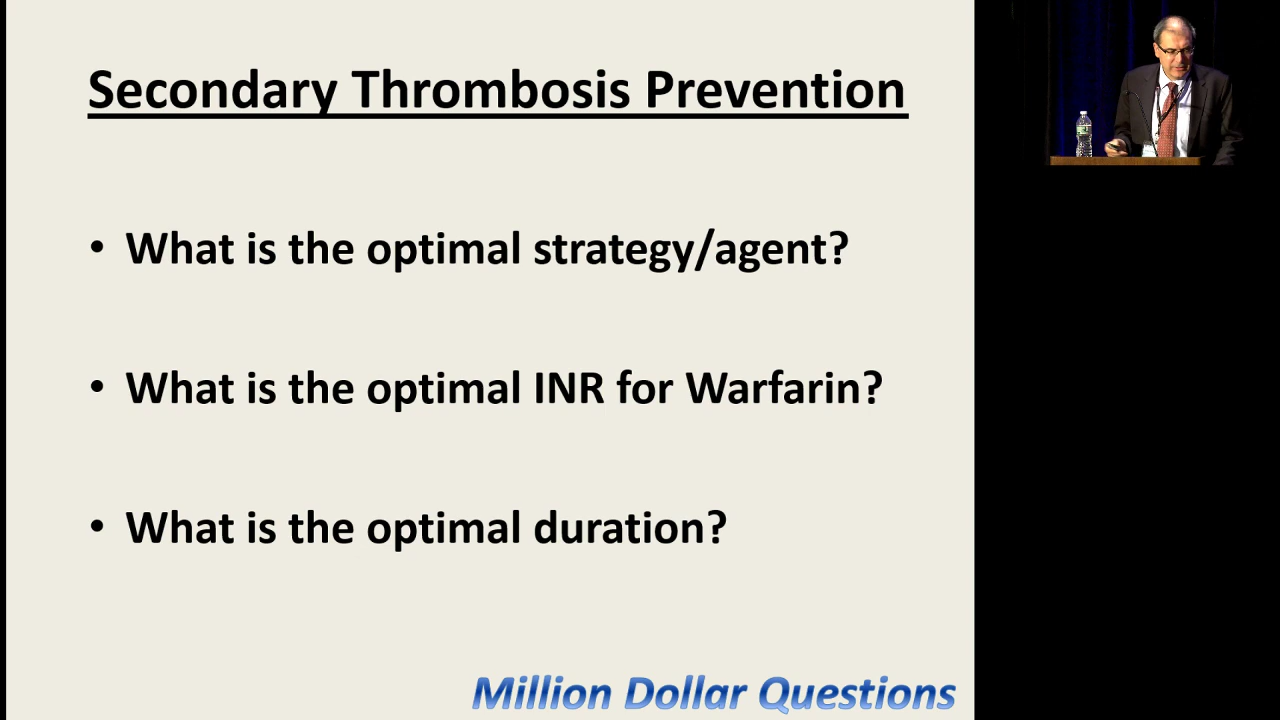 Secondary Thrombosis Prevention
• What is the optimal strategy/agent?
• What is the optimal INR for Warfarin?
• What is the optimal duration?
Million Dollar Questions